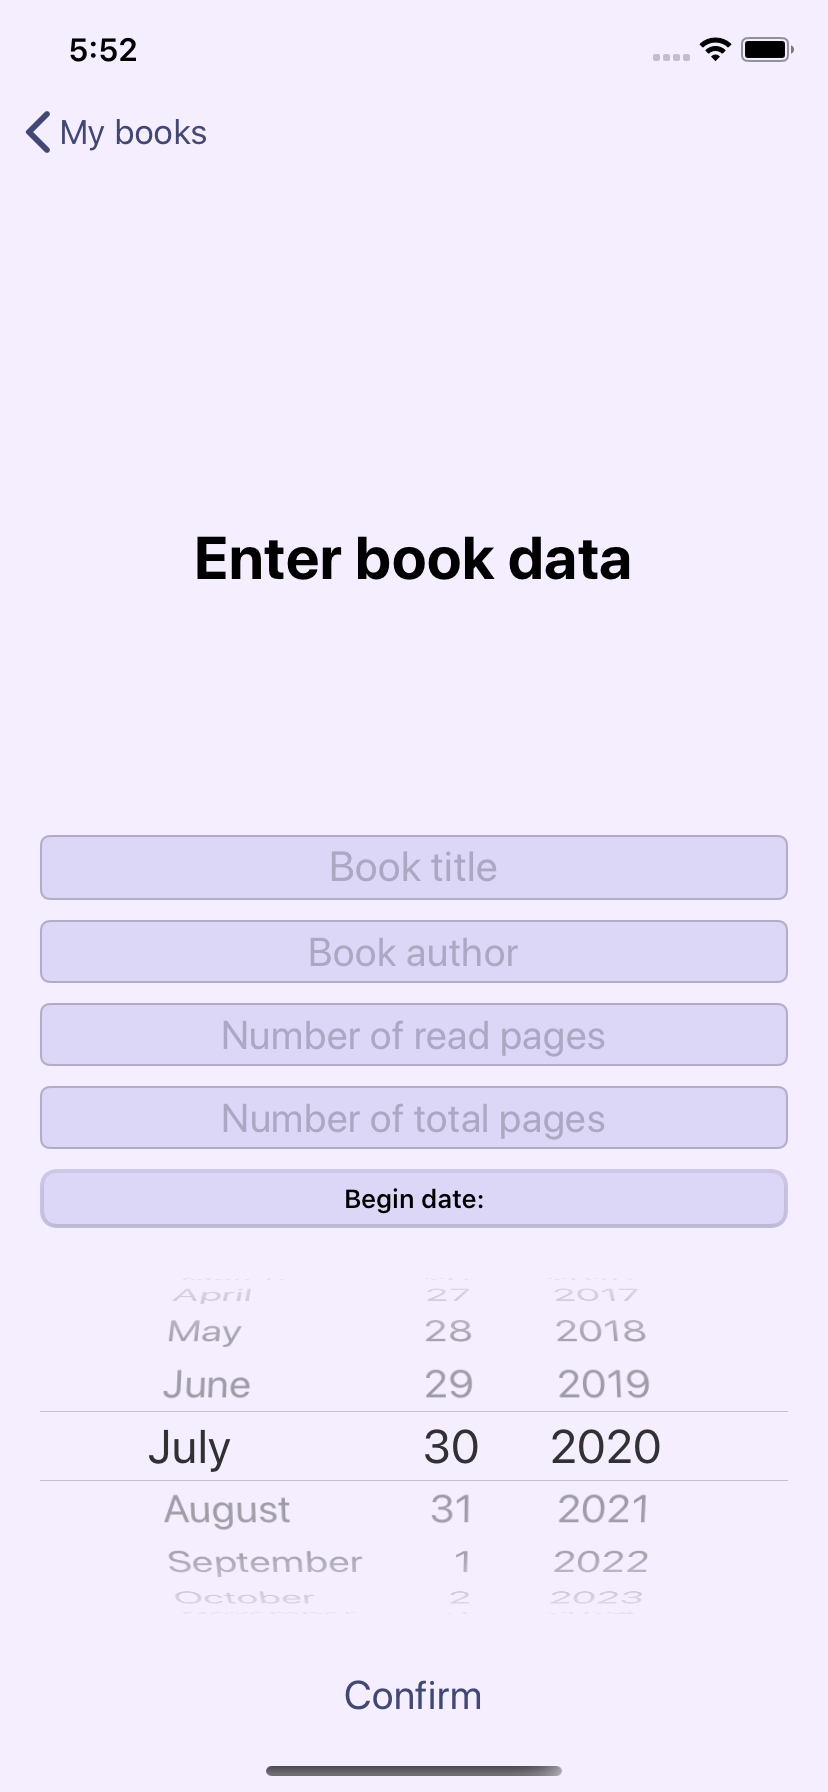 5:52
My books
Enter book data
Book title
Book author
Number of read pages
Number of total pages
Begin date:
April 27 2017
May 28 2018
June 29 2019
July 30 2020
August 31 2021
September 1 2022
October 2 2023
Confirm